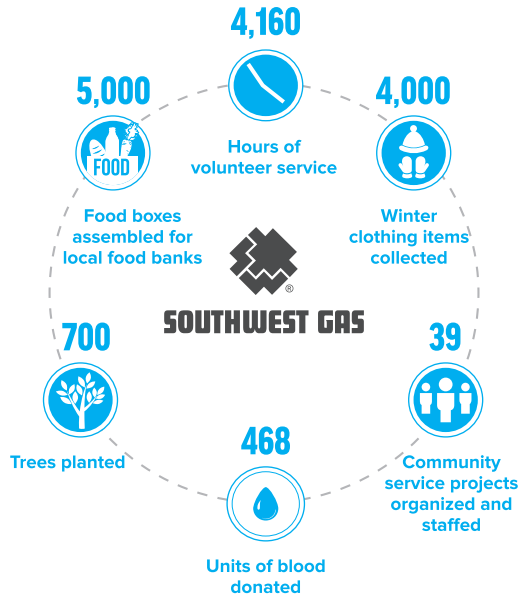 4,160
Hours of
volunteer service
4,000
Winter
clothing items
collected
39
Community
service projects
organized and
staffed
468
Units of blood
donated
700
Trees planted
5,000
FOOD
Food boxes
assembled for
local food banks
®
SOUTHWEST GAS